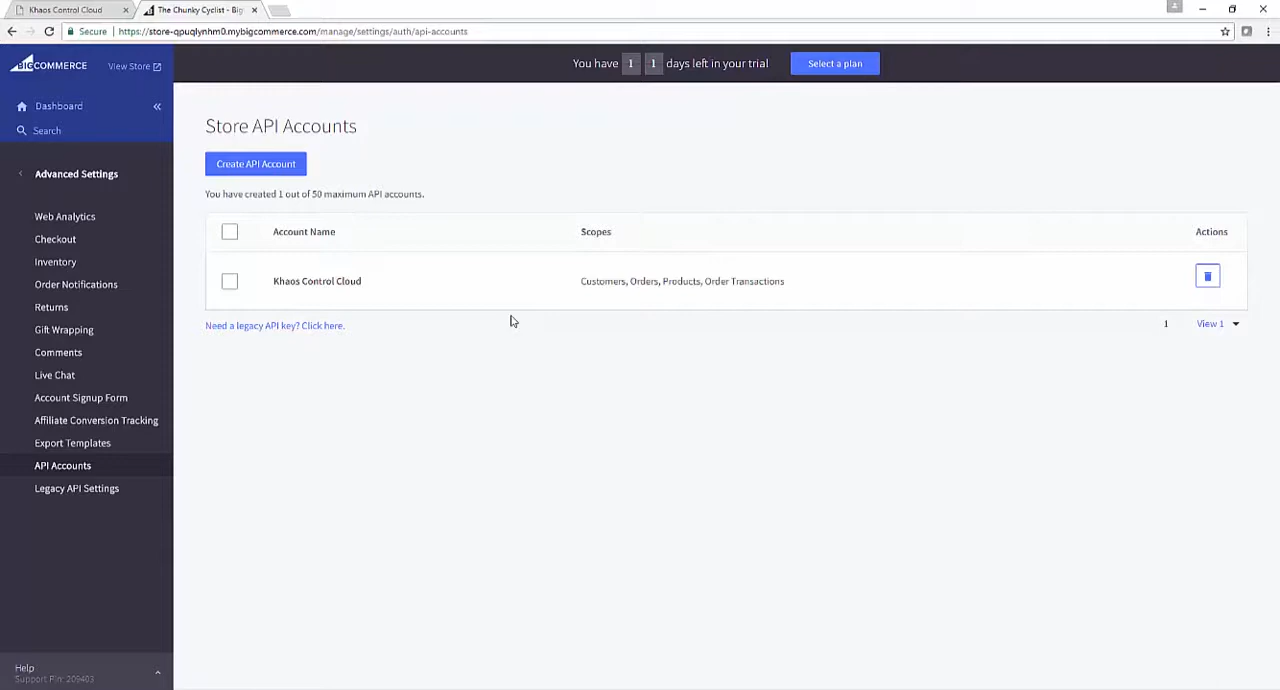 Khaos Control Cloud
The Chunky Cyclist - Big
Secure https://store-qpuqlynhm0.mybigcommerce.com/manage/settings/auth/api-accounts
BIGCOMMERCE View Store
You have 1 1 days left in your trial Select a plan
Dashboard
Search
Advanced Settings
Web Analytics
Checkout
Inventory
Order Notifications
Returns
Gift Wrapping
Comments
Live Chat
Account Signup Form
Affiliate Conversion Tracking
Export Templates
API Accounts
Legacy API Settings
Help
Support Pin: 209403
Store API Accounts
Create API Account
You have created 1 out of 50 maximum API accounts.
Account Name Scopes Actions
Khaos Control Cloud Customers, Orders, Products, Order Transactions
Need a legacy API key? Click here. 1 View 1